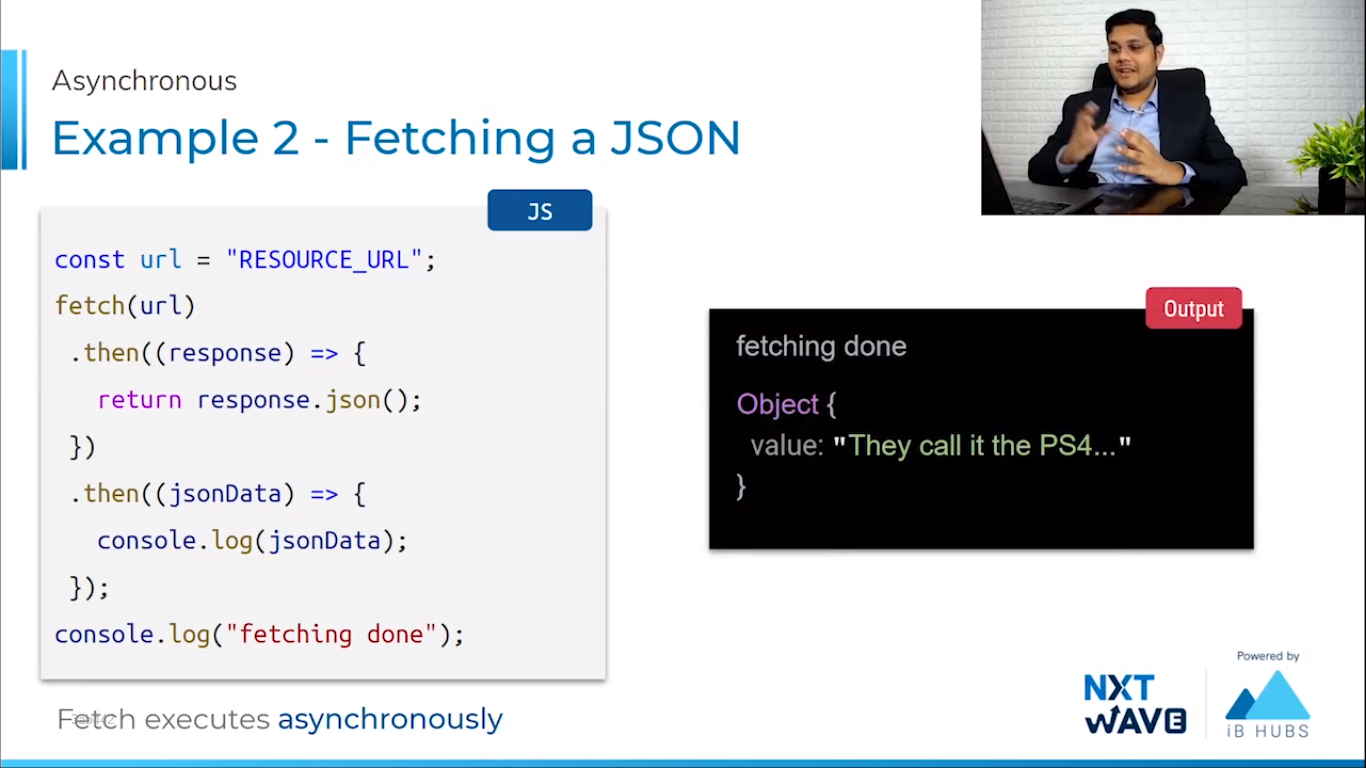 Asynchronous
Example 2 - Fetching a JSON
JS
const url = "RESOURCE_URL";
fetch(url)
.then((response) => {
return response.json();
})
.then((jsonData) => {
console.log(jsonData);
});
console.log("fetching done");
Output
fetching done
Object {
value: "They call it the PS4..."
}
Fetch executes asynchronously
NXT
WAVE
Powered by
iB HUBS